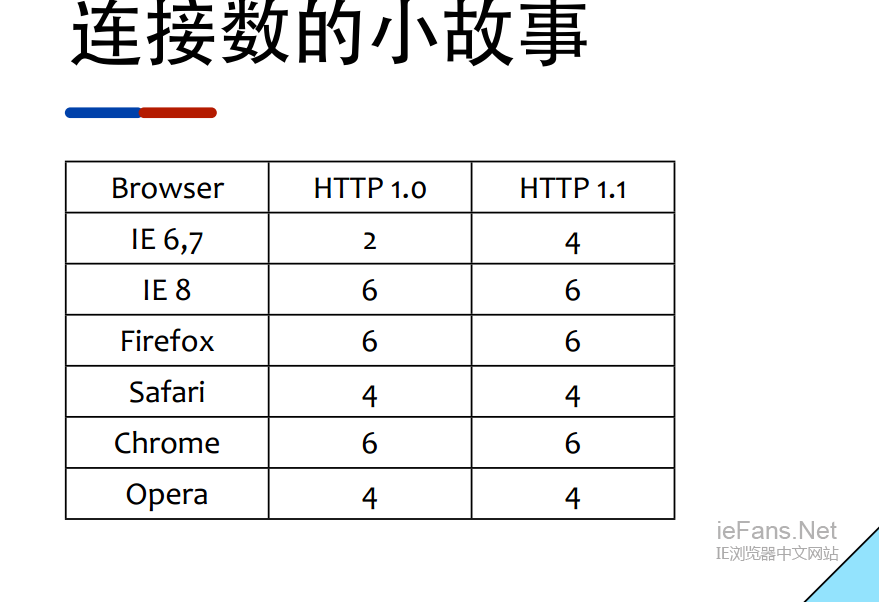 连接数的小故事
Browser HTTP 1.0 HTTP 1.1
IE 6,7 2 4
IE 8 6 6
Firefox 6 6
Safari 4 4
Chrome 6 6
Opera 4 4
ieFans.Net
IE浏览器中文网站